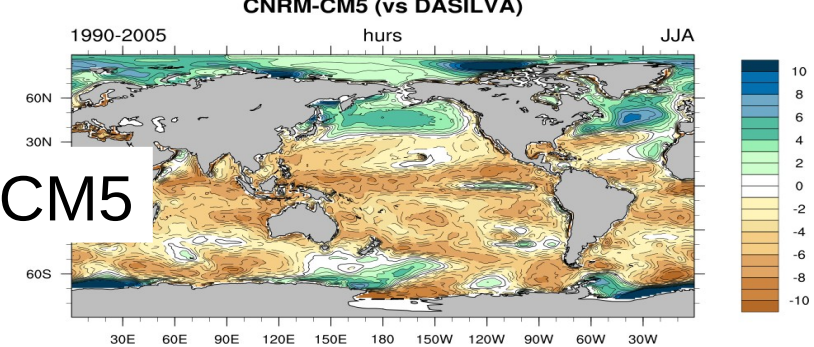 CNRM-CM5 (vs DASILVA)
1990-2005 hurs JJA
60N
30N
CM5
60S
30E 60E 90E 120E 150E 180 150W 120W 90W 60W 30W
10
8
6
4
2
0
-2
-4
-6
-8
-10